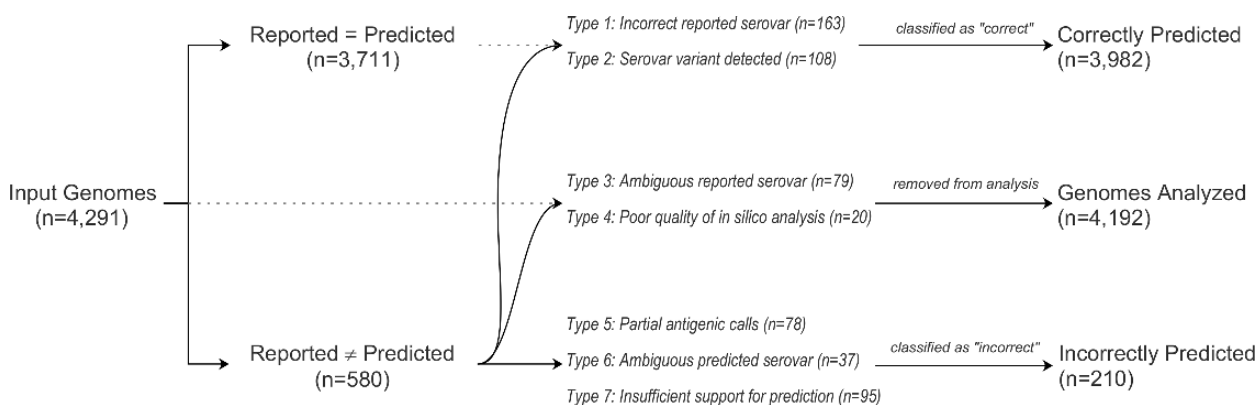 Reported = Predicted
(n=3,711)
Type 1: Incorrect reported serovar (n=163)
Type 2: Serovar variant detected (n=108)
classified as "correct"
Correctly Predicted
(n=3,982)
Input Genomes
(n=4,291)
Type 3: Ambiguous reported serovar (n=79)
Type 4: Poor quality of in silico analysis (n=20)
removed from analysis
Genomes Analyzed
(n=4,192)
Reported ≠ Predicted
(n=580)
Type 5: Partial antigenic calls (n=78)
Type 6: Ambiguous predicted serovar (n=37)
Type 7: Insufficient support for prediction (n=95)
classified as "incorrect"
Incorrectly Predicted
(n=210)